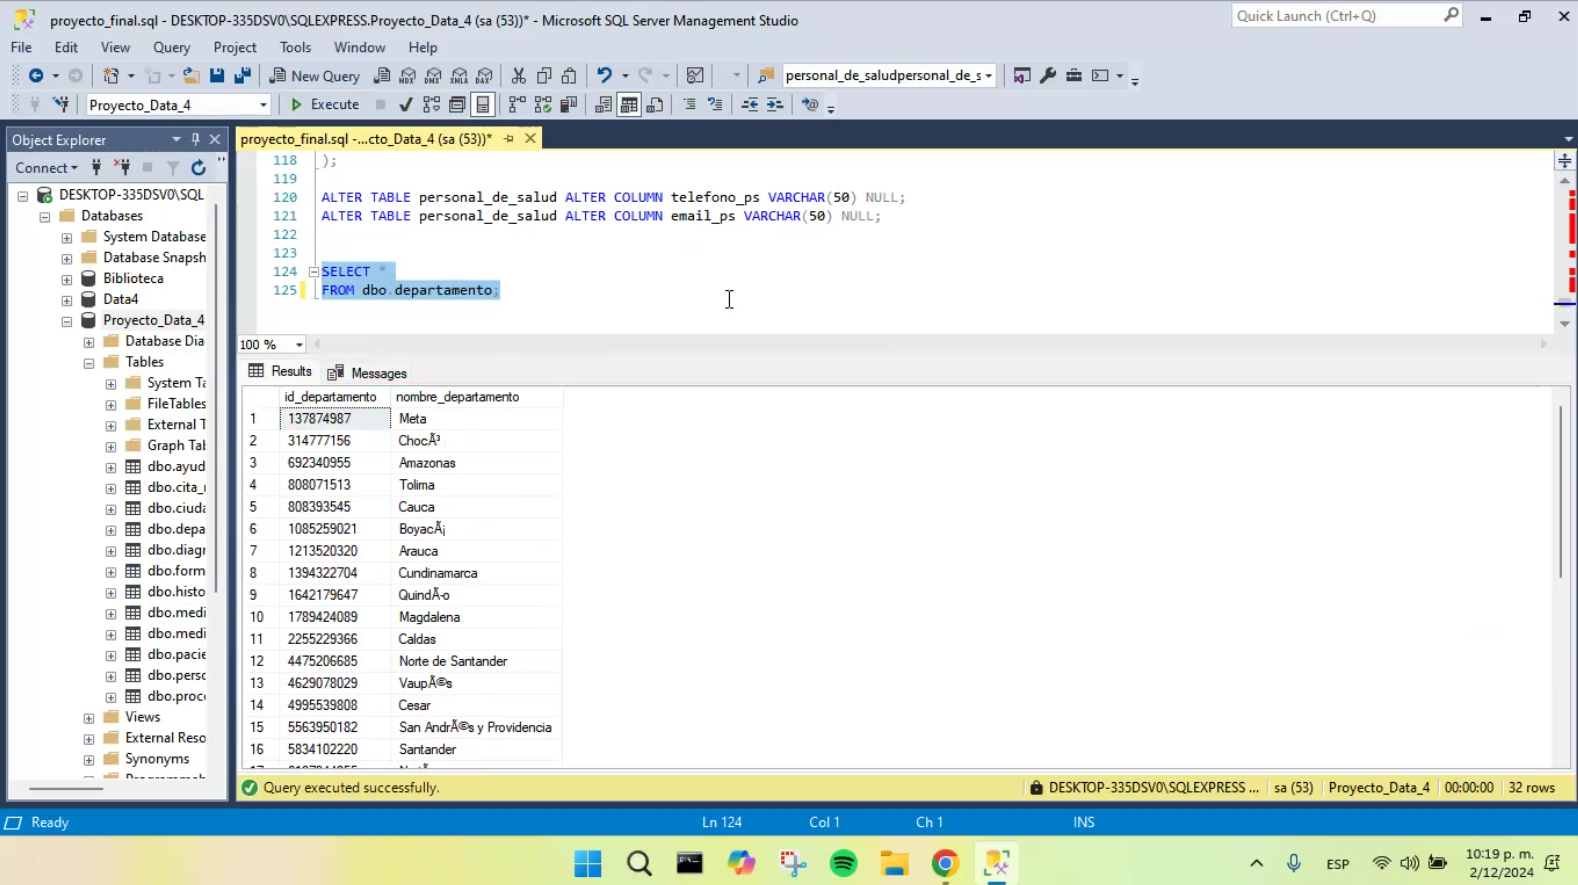 proyecto_final.sql - DESKTOP-335DSV0\SQLEXPRESS.Proyecto_Data_4 (sa (53))* - Microsoft SQL Server Management Studio
Quick Launch (Ctrl+Q)
File Edit View Query Project Tools Window Help
New Query
MDX DMX XMLA DAX
personal_de_saludpersonal_de_s
Proyecto_Data_4
Execute
Object Explorer
proyecto_final.sql -...cto_Data_4 (sa (53))*
Connect
DESKTOP-335DSV0\SQL
Databases
System Database
Database Snapsh
Biblioteca
Data4
Proyecto_Data_4
Database Dia
Tables
System Ta
FileTables
External T
Graph Tab
dbo.ayud
dbo.cita_
dbo.ciuda
dbo.depa
dbo.diagr
dbo.form
dbo.histo
dbo.medi
dbo.medi
dbo.pacie
dbo.perso
dbo.proce
Views
External Reso
Synonyms
118 );
119
120 ALTER TABLE personal_de_salud ALTER COLUMN telefono_ps VARCHAR(50) NULL;
121 ALTER TABLE personal_de_salud ALTER COLUMN email_ps VARCHAR(50) NULL;
122
123
124 SELECT *
125 FROM dbo.departamento;
100 %
Results Messages
id_departamento nombre_departamento
1 137874987 Meta
2 314777156 ChocÃ³
3 692340955 Amazonas
4 808071513 Tolima
5 808393545 Cauca
6 1085259021 BoyacÃ¡
7 1213520320 Arauca
8 1394322704 Cundinamarca
9 1642179647 QuindÃ-o
10 1789424089 Magdalena
11 2255229366 Caldas
12 4475206685 Norte de Santander
13 4629078029 VaupÃ©s
14 4995539808 Cesar
15 5563950182 San AndrÃ©s y Providencia
16 5834102220 Santander
Query executed successfully.
DESKTOP-335DSV0\SQLEXPRESS ... sa (53) Proyecto_Data_4 00:00:00 32 rows
Ready
Ln 124 Col 1 Ch 1 INS
ESP
10:19 p. m.
2/12/2024